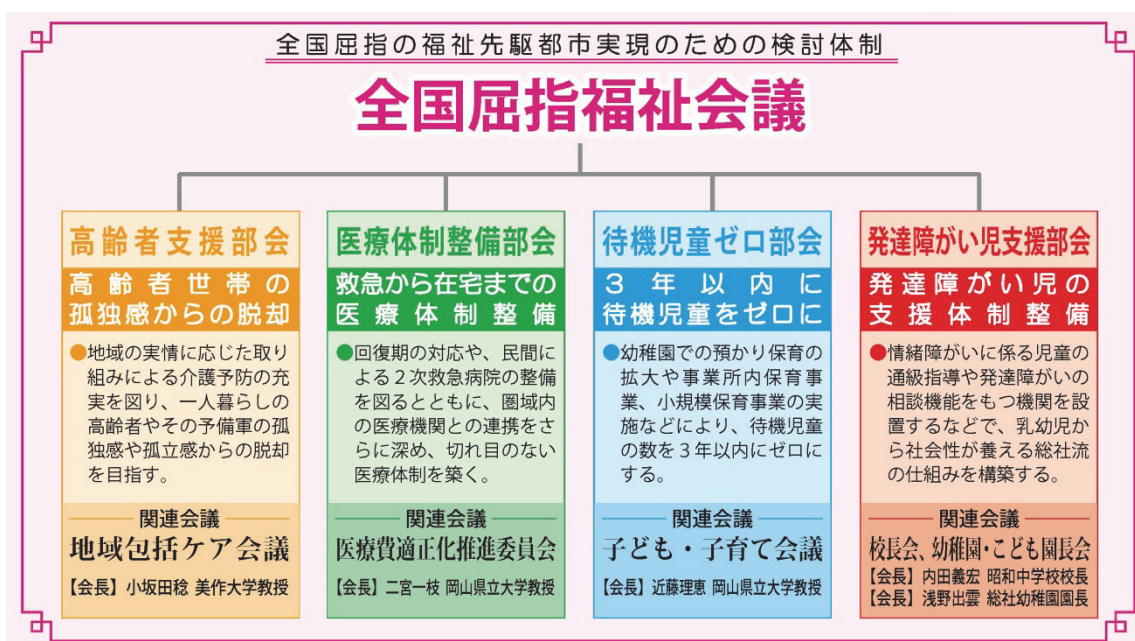 全国屈指の福祉先駆都市実現のための検討体制
全国屈指福祉会議
高齢者支援部会
高齢者世帯の
孤独感からの脱却
●地域の実情に応じた取り
組みによる介護予防の充
実を図り、一人暮らしの
高齢者やその予備軍の孤
独感や孤立感からの脱却
を目指す。
関連会議
地域包括ケア会議
【会長】小坂田稔 美作大学教授
医療体制整備部会
救急から在宅までの
医療体制整備
●回復期の対応や、民間に
よる2次救急病院の整備
を図るとともに、圏域内
の医療機関との連携をさ
らに深め、切れ目のない
医療体制を築く。
関連会議
医療費適正化推進委員会
【会長】二宮一枝 岡山県立大学教授
待機児童ゼロ部会
3年以内に
待機児童をゼロに
●幼稚園での預かり保育の
拡大や事業所内保育事
業、小規模保育事業の実
施などにより、待機児童
の数を3年以内にゼロに
する。
関連会議
子ども・子育て会議
【会長】近藤理恵 岡山県立大学教授
発達障がい児支援部会
発達障がい児の
支援体制整備
●情緒障がいに係る児童の
通級指導や発達障がいの
相談機能をもつ機関を設
置するなどで、乳幼児か
ら社会性が養える総社流
の仕組みを構築する。
関連会議
校長会、幼稚園・こども園長会
【会長】内田義宏 昭和中学校校長
【会長】浅野出雲 総社幼稚園園長